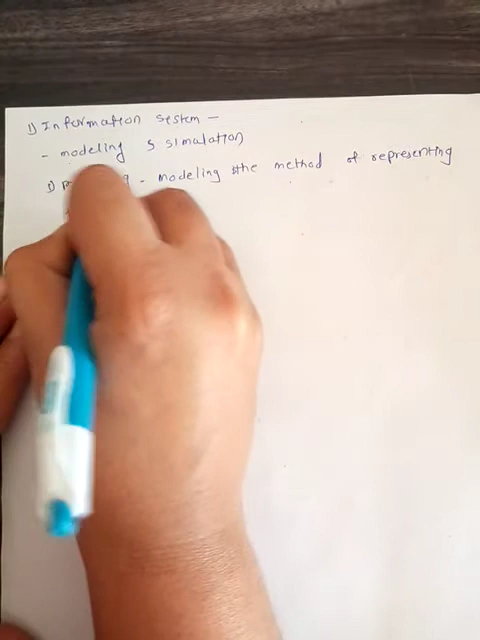 1) Information system -
- modeling & simulation
1) - modeling the method of representing